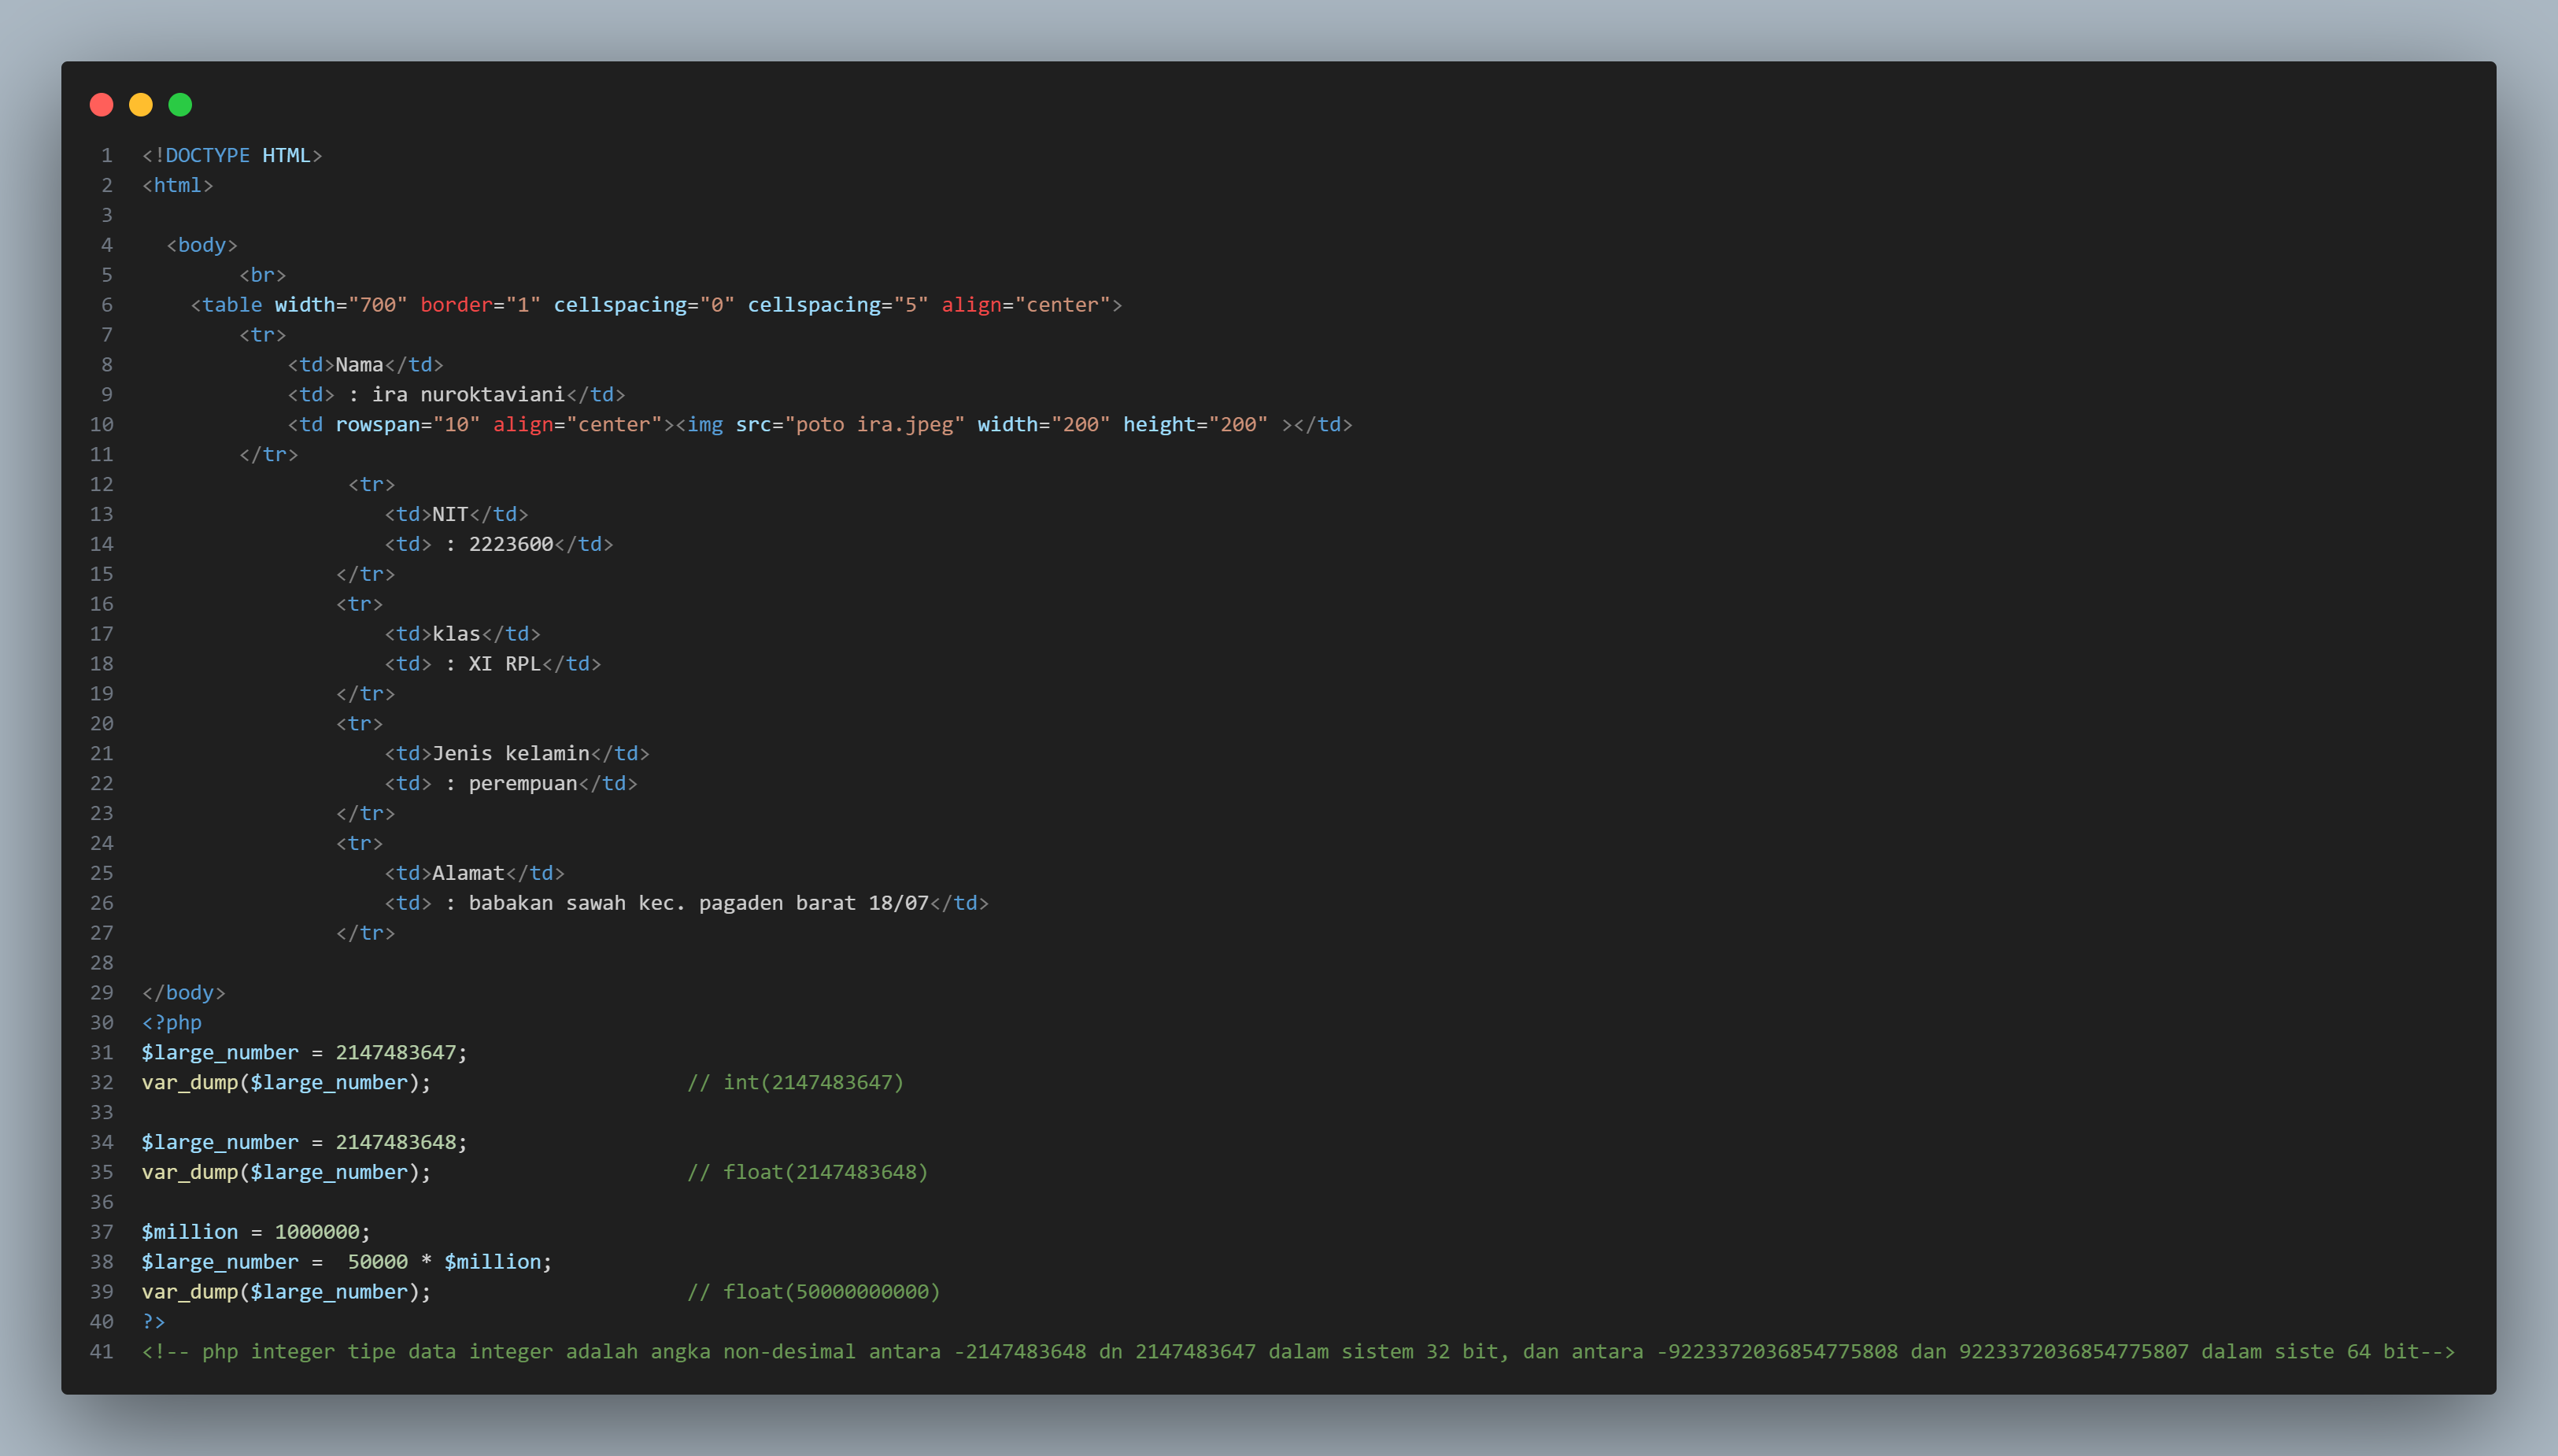 1 <!DOCTYPE HTML>
2 <html>
3
4 <body>
5 <br>
6 <table width="700" border="1" cellspacing="0" cellspacing="5" align="center">
7 <tr>
8 <td>Nama</td>
9 <td> : ira nuroktaviani</td>
10 <td rowspan="10" align="center"><img src="poto ira.jpeg" width="200" height="200" ></td>
11 </tr>
12 <tr>
13 <td>NIT</td>
14 <td> : 2223600</td>
15 </tr>
16 <tr>
17 <td>klas</td>
18 <td> : XI RPL</td>
19 </tr>
20 <tr>
21 <td>Jenis kelamin</td>
22 <td> : perempuan</td>
23 </tr>
24 <tr>
25 <td>Alamat</td>
26 <td> : babakan sawah kec. pagaden barat 18/07</td>
27 </tr>
28
29 </body>
30 <?php
31 $large_number = 2147483647;
32 var_dump($large_number); // int(2147483647)
33
34 $large_number = 2147483648;
35 var_dump($large_number); // float(2147483648)
36
37 $million = 1000000;
38 $large_number =  50000 * $million;
39 var_dump($large_number); // float(50000000000)
40 ?>
41 <!-- php integer tipe data integer adalah angka non-desimal antara -2147483648 dn 2147483647 dalam sistem 32 bit, dan antara -9223372036854775808 dan 9223372036854775807 dalam siste 64 bit-->